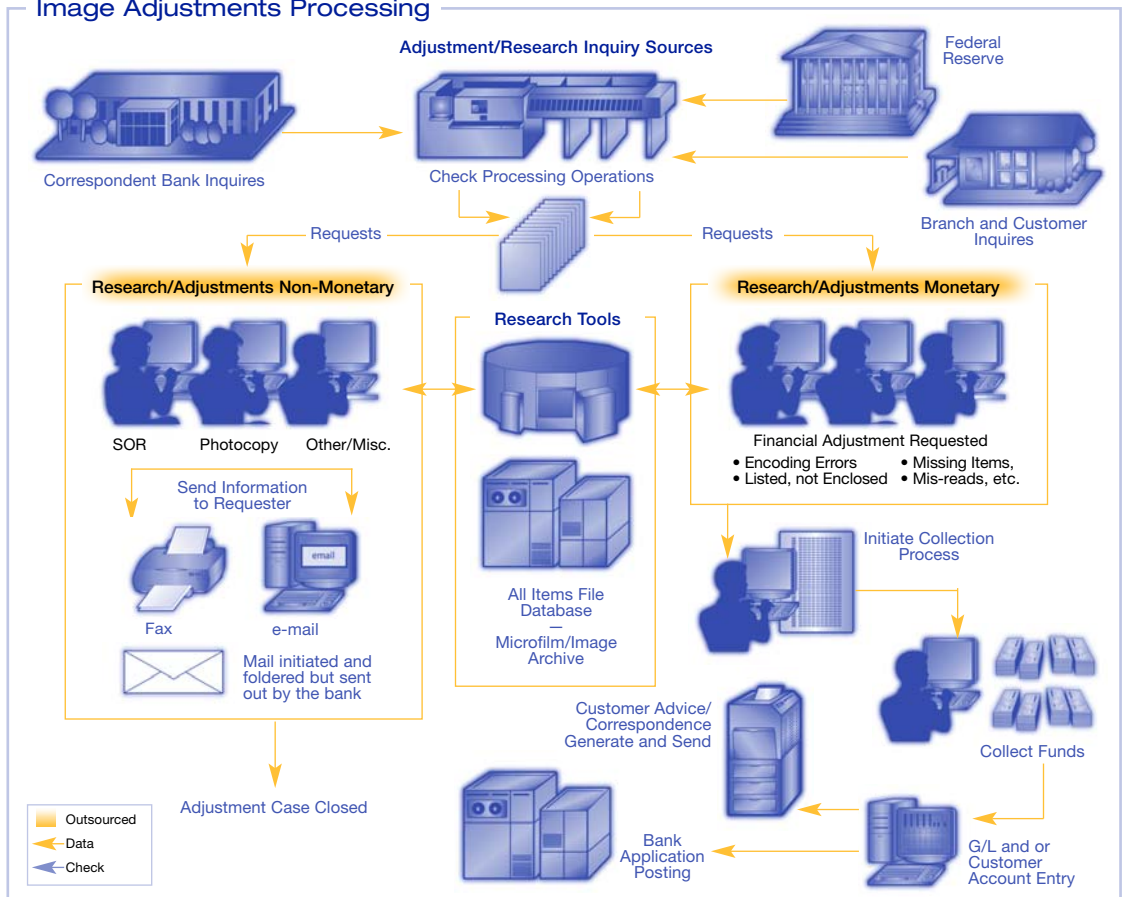 Image Adjustments Processing
Adjustment/Research Inquiry Sources
Federal
Reserve
Correspondent Bank Inquires
Check Processing Operations
Branch and Customer
Inquires
Requests
Requests
Research/Adjustments Non-Monetary
Research Tools
Research/Adjustments Monetary
SOR
Photocopy
Other/Misc.
Send Information
to Requester
email
Fax
e-mail
Mail initiated and
foldered but sent
out by the bank
All Items File
Database
—
Microfilm/Image
Archive
Financial Adjustment Requested
• Encoding Errors
• Listed, not Enclosed
• Missing Items,
• Mis-reads, etc.
Initiate Collection
Process
Collect Funds
Customer Advice/
Correspondence
Generate and Send
Adjustment Case Closed
Bank
Application
Posting
G/L and or
Customer
Account Entry
Outsourced
Data
Check